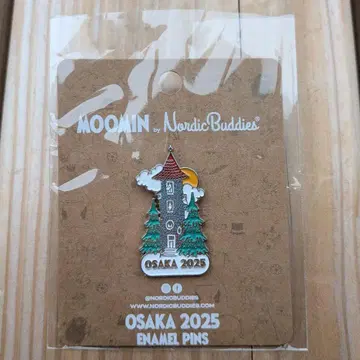 MOOMIN by NordicBuddies®
OSAKA 2025
@NORDICBUDDIES
WWW.NORDICBUDDIES.COM
OSAKA 2025
ENAMEL PINS